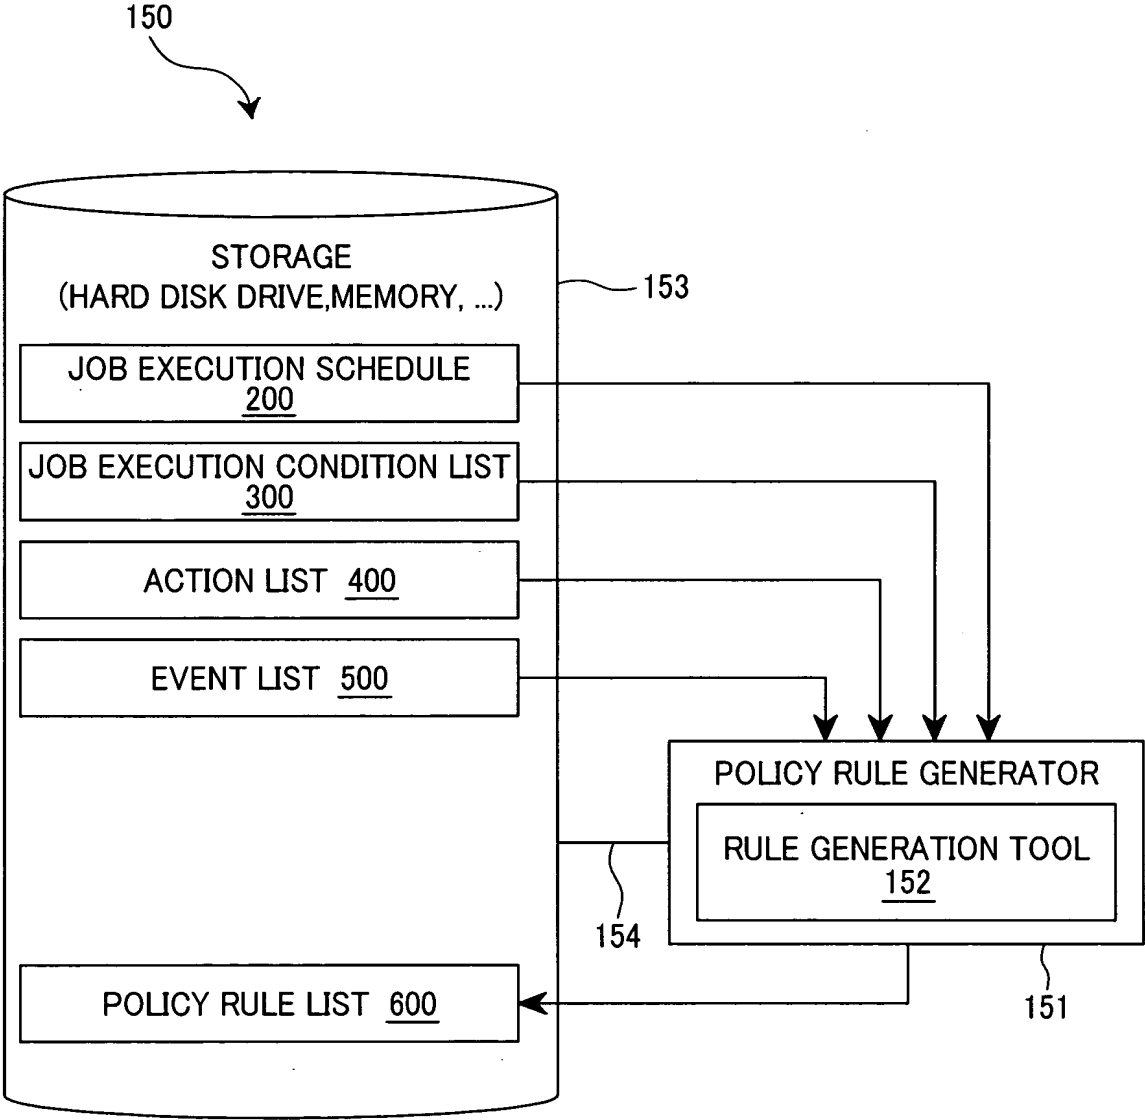 150
STORAGE
(HARD DISK DRIVE,MEMORY, ...)
153
JOB EXECUTION SCHEDULE
200
JOB EXECUTION CONDITION LIST
300
ACTION LIST 400
EVENT LIST 500
POLICY RULE GENERATOR
RULE GENERATION TOOL
152
154
151
POLICY RULE LIST 600